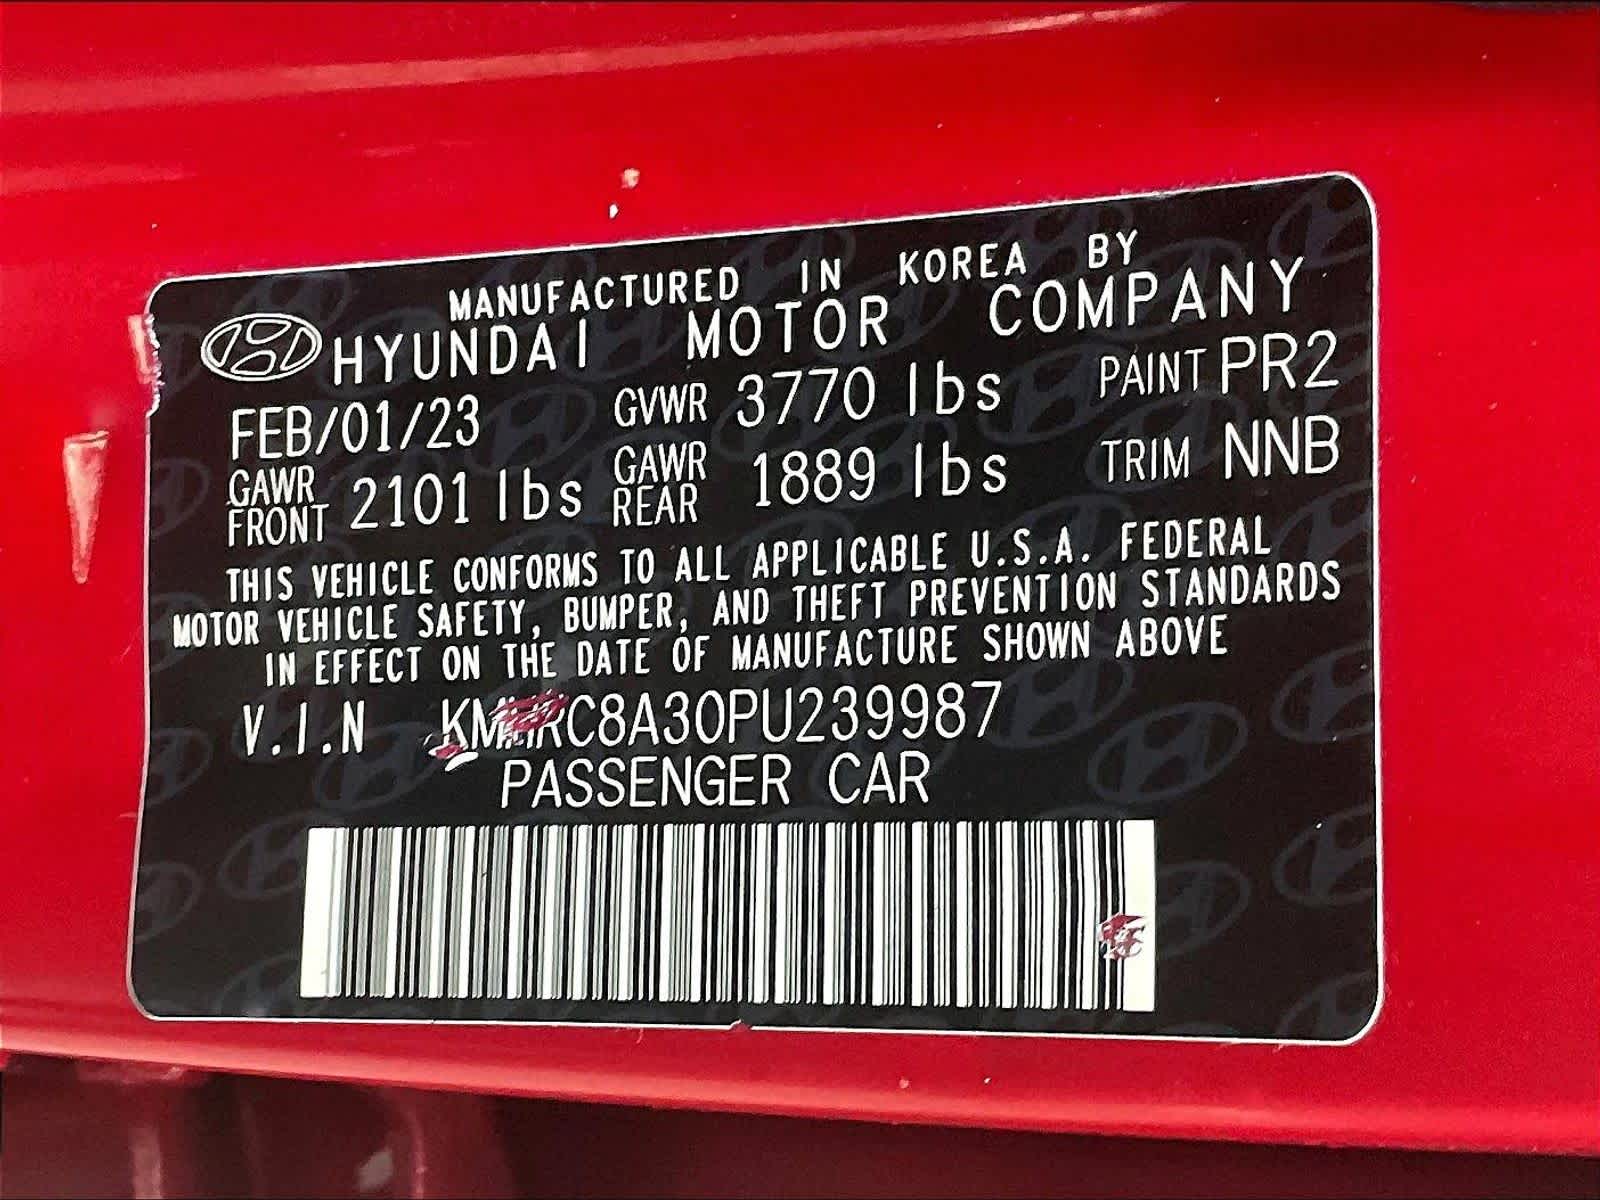 MANUFACTURED IN KOREA BY
HYUNDAI MOTOR COMPANY
FEB/01/23 GVWR 3770 lbs PAINT PR2
GAWR FRONT 2101 lbs GAWR REAR 1889 lbs TRIM NNB
THIS VEHICLE CONFORMS TO ALL APPLICABLE U.S.A. FEDERAL
MOTOR VEHICLE SAFETY, BUMPER, AND THEFT PREVENTION STANDARDS
IN EFFECT ON THE DATE OF MANUFACTURE SHOWN ABOVE
V.I.N KMHRC8A30PU239987
PASSENGER CAR